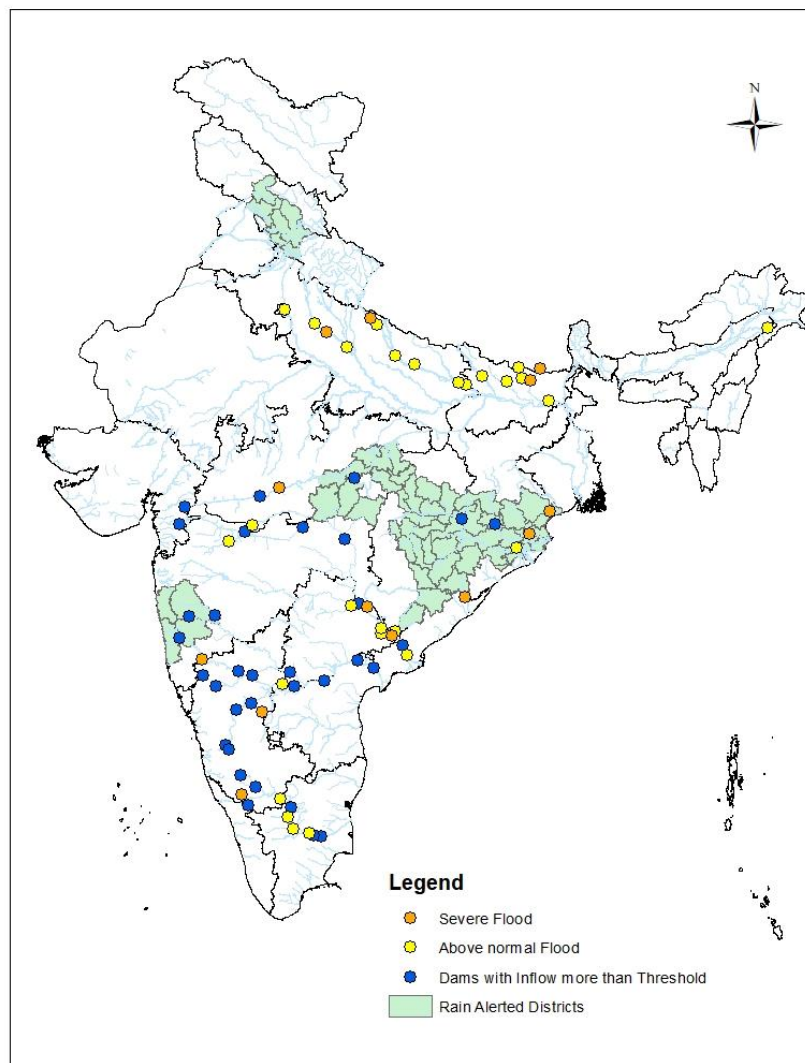 N
Legend
Severe Flood
Above normal Flood
Dams with Inflow more than Threshold
Rain Alerted Districts